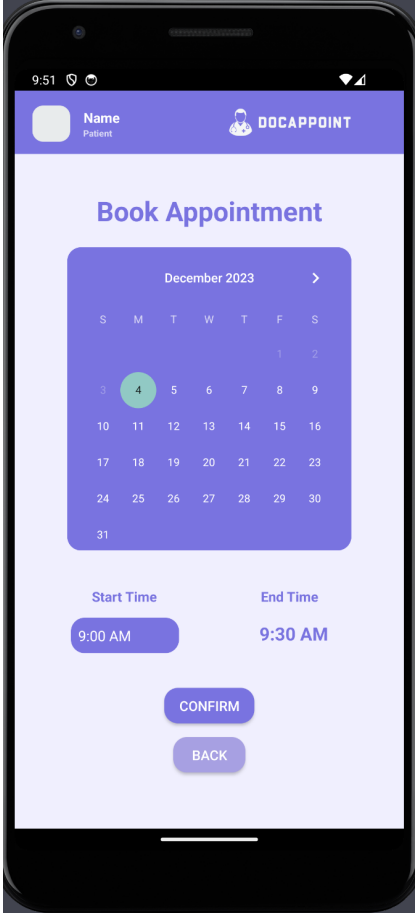 9:51
Name
Patient
DOCAPPOINT
Book Appointment
December 2023
S M T W T F S
1 2
3 4 5 6 7 8 9
10 11 12 13 14 15 16
17 18 19 20 21 22 23
24 25 26 27 28 29 30
31
Start Time End Time
9:00 AM 9:30 AM
CONFIRM
BACK